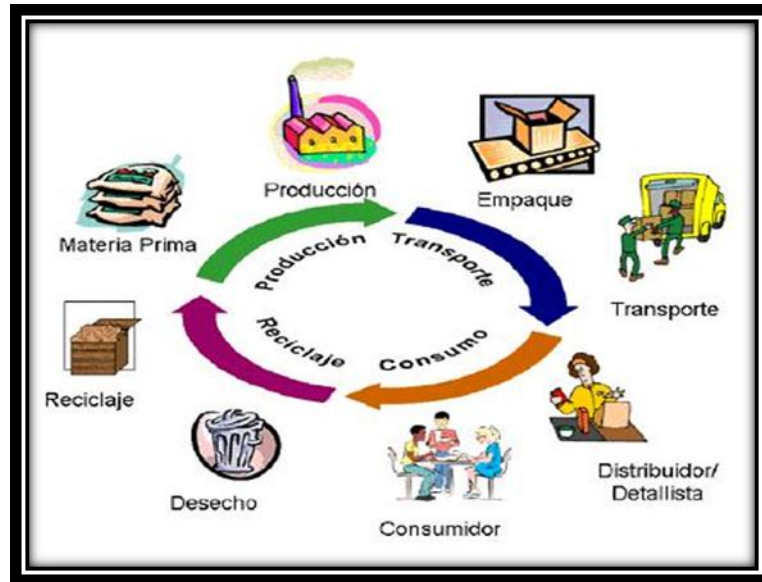 Producción
Empaque
Materia Prima
Producción
Transporte
Transporte
Reciclaje
Consumo
Reciclaje
Distribuidor/
Detallista
Desecho
Consumidor